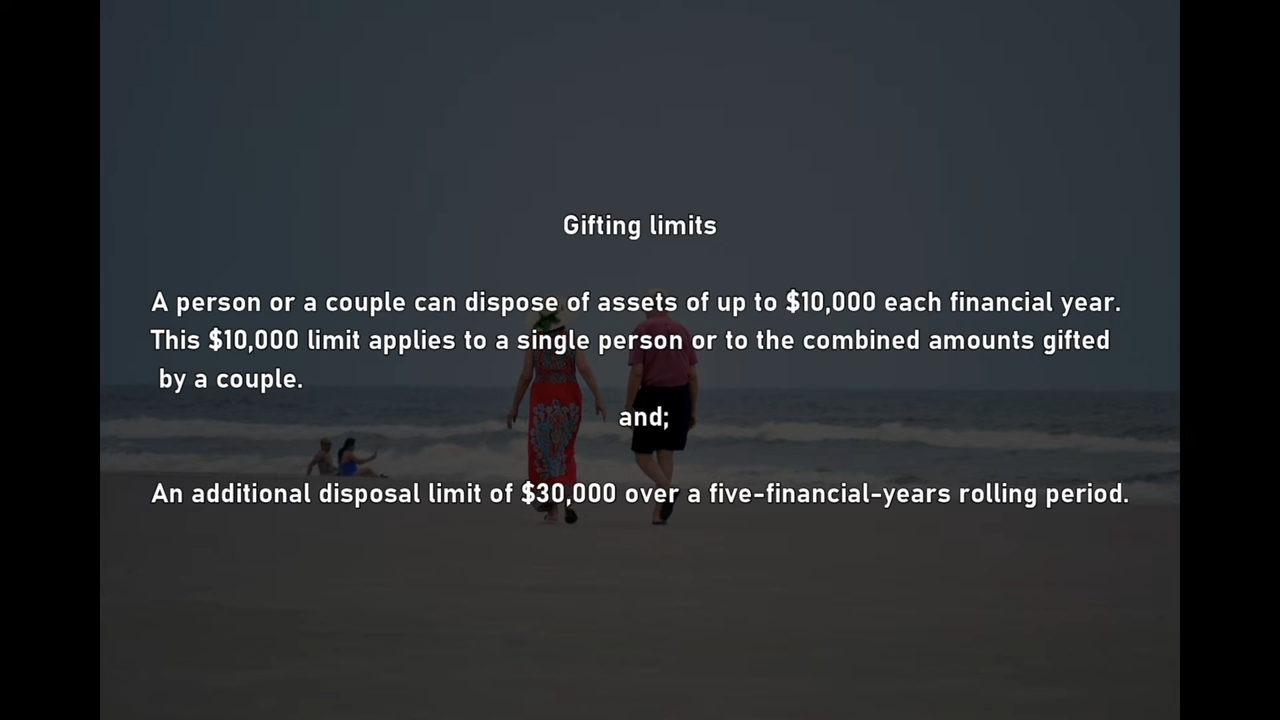 Gifting limits
A person or a couple can dispose of assets of up to $10,000 each financial year.
This $10,000 limit applies to a single person or to the combined amounts gifted
by a couple.
and;
An additional disposal limit of $30,000 over a five-financial-years rolling period.